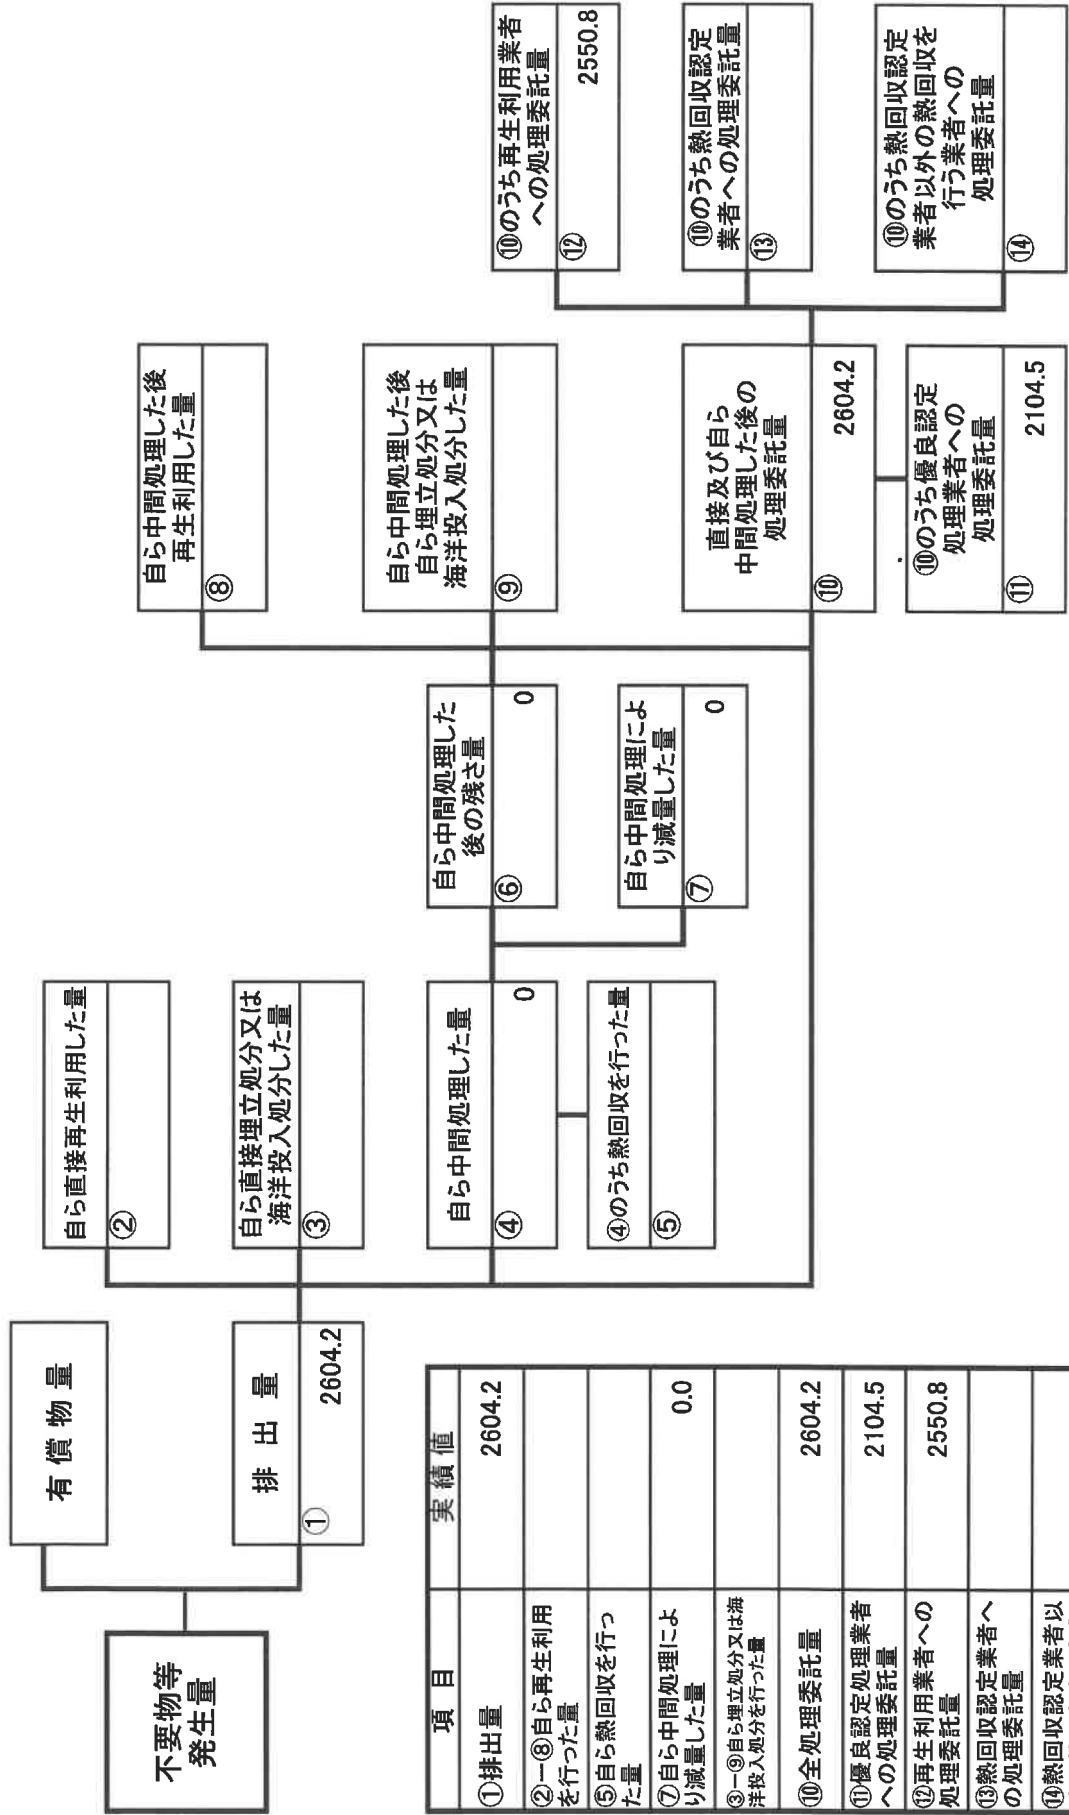 不要物等
発生量
有償物量
排出量
① 2604.2
自ら直接再生利用した量
②
自ら直接埋立処分又は
海洋投入処分した量
③
自ら中間処理した量
④ 0
④のうち熱回収を行った量
⑤
自ら中間処理した
後の残さ量
⑥ 0
自ら中間処理によ
り減量した量
⑦ 0
自ら中間処理した後
再生利用した量
⑧
自ら中間処理した後
自ら埋立処分又は
海洋投入処分した量
⑨
直接及び自ら
中間処理した後の
処理委託量
⑩ 2604.2
⑩のうち優良認定
処理業者への
処理委託量
⑪ 2104.5
⑩のうち再生利用業者
への処理委託量
⑫ 2550.8
⑩のうち熱回収認定
業者への処理委託量
⑬
⑩のうち熱回収認定
業者以外の熱回収を
行う業者への
処理委託量
⑭
項目 実績値
①排出量 2604.2
②ー⑧自ら再生利用
を行った量
⑤自ら熱回収を行っ
た量
⑦自ら中間処理によ
り減量した量 0.0
③ー⑨自ら埋立処分又は海
洋投入処分を行った量
⑩全処理委託量 2604.2
⑪優良認定処理業者
への処理委託量 2104.5
⑫再生利用業者への
処理委託量 2550.8
⑬熱回収認定業者へ
の処理委託量
⑭熱回収認定業者以